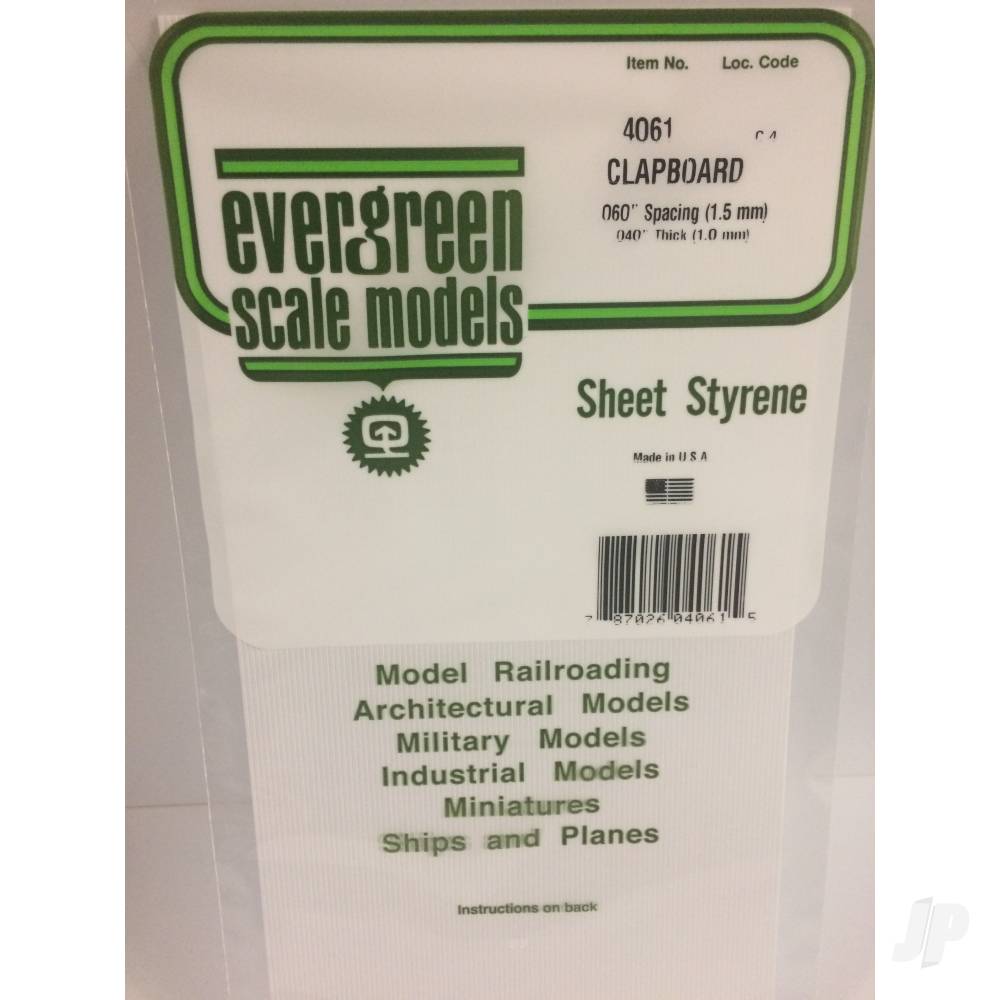 Item No. Loc. Code
4061 C 4
CLAPBOARD
.060" Spacing (1.5 mm)
.040" Thick (1.0 mm)
evergreen
scale models
Sheet Styrene
Made in U S A
7 87026 04061 5
Model Railroading
Architectural Models
Military Models
Industrial Models
Miniatures
Ships and Planes
Instructions on back
JP